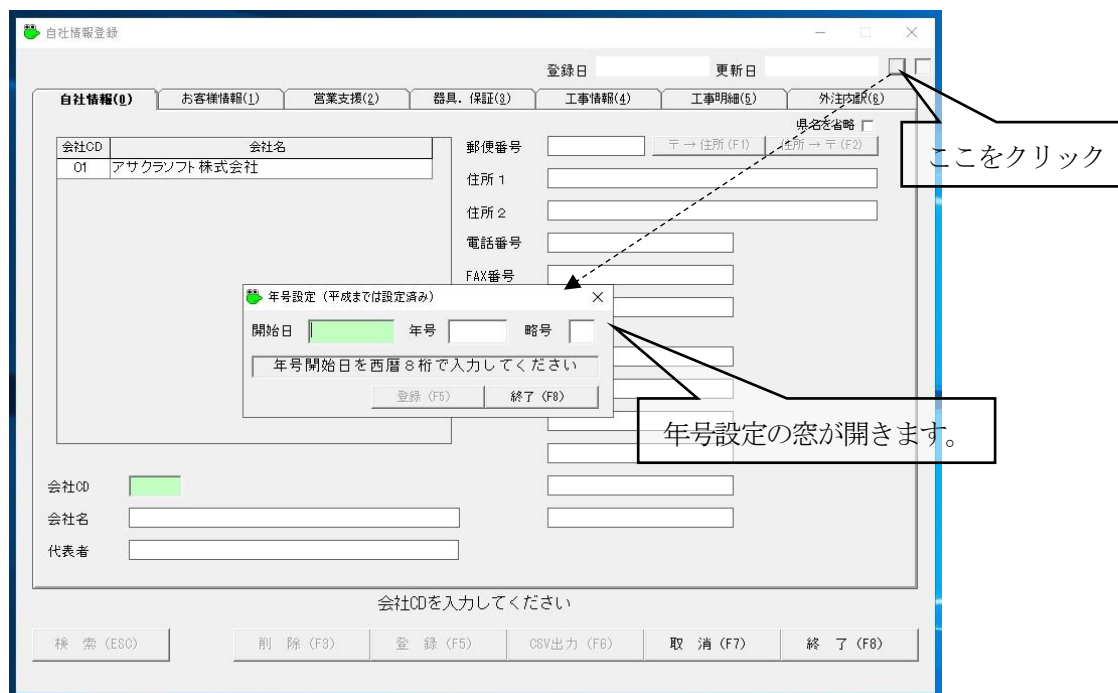 自社情報登録
登録日 更新日
自社情報(0) お客様情報(1) 営業支援(2) 器具．保証(3) 工事情報(4) 工事明細(5) 外注内訳(6)
県名を省略
会社CD 会社名
01 アサクラソフト株式会社
郵便番号 〒→住所(F1) 住所→〒(F2)
ここをクリック
住所１
住所２
電話番号
FAX番号
年号設定（平成までは設定済み）
開始日 年号 略号
年号開始日を西暦８桁で入力してください
登録 (F5) 終了 (F8)
年号設定の窓が開きます。
会社CD
会社名
代表者
会社CDを入力してください
検 索 (ESC) 削 除 (F3) 登 録 (F5) CSV出力 (F6) 取 消 (F7) 終 了 (F8)